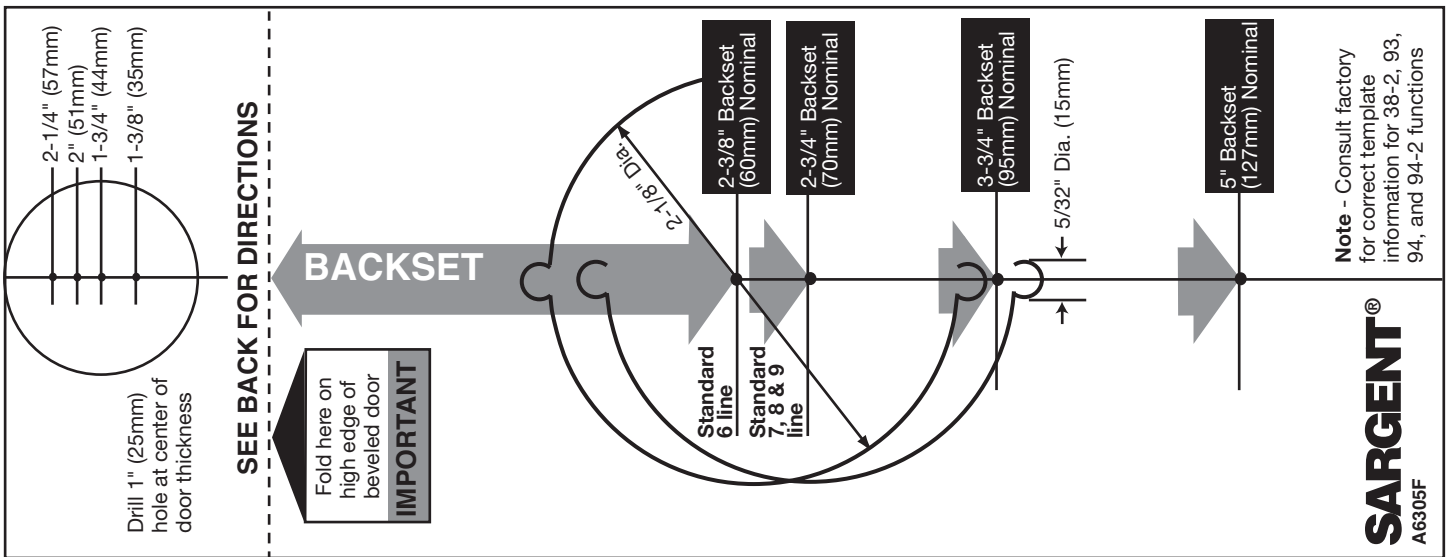 2-1/4" (57mm)
2" (51mm)
1-3/4" (44mm)
1-3/8" (35mm)
Drill 1" (25mm)
hole at center of
door thickness
SEE BACK FOR DIRECTIONS
Fold here on
high edge of
beveled door
IMPORTANT
BACKSET
2-1/8" Dia.
2-3/8" Backset
(60mm) Nominal
Standard
6 line
2-3/4" Backset
(70mm) Nominal
Standard
7, 8 & 9
line
3-3/4" Backset
(95mm) Nominal
5/32" Dia. (15mm)
5" Backset
(127mm) Nominal
Note - Consult factory
for correct template
information for 38-2, 93,
94, and 94-2 functions
SARGENT®
A6305F